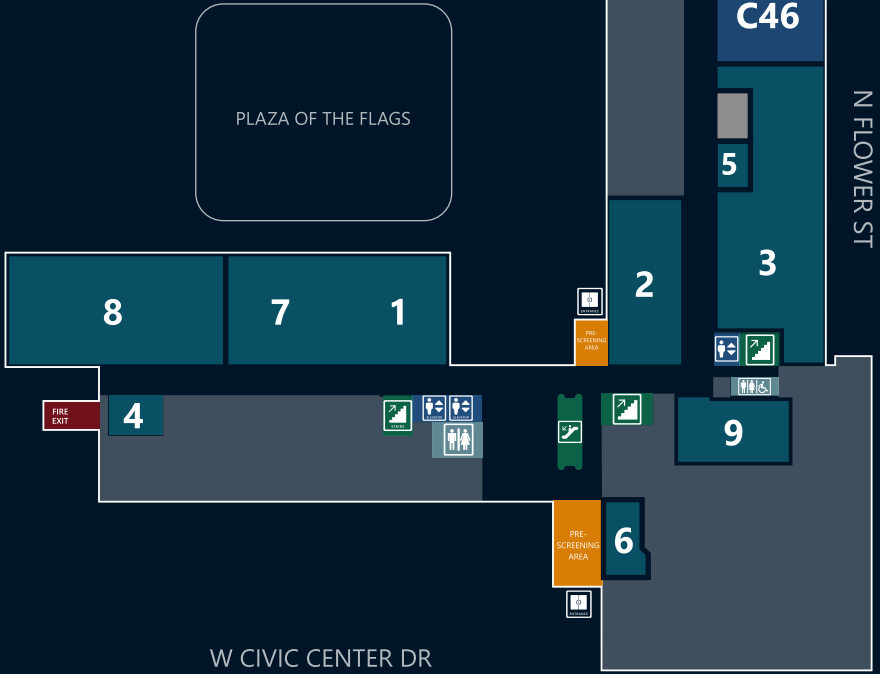 C46
PLAZA OF THE FLAGS
N FLOWER ST
5
3
2
8
7
1
ENTRANCE
PRE-
SCREENING
AREA
FIRE
EXIT
4
STAIRS
ELEVATOR
ELEVATOR
9
PRE-
SCREENING
AREA
6
ENTRANCE
W CIVIC CENTER DR